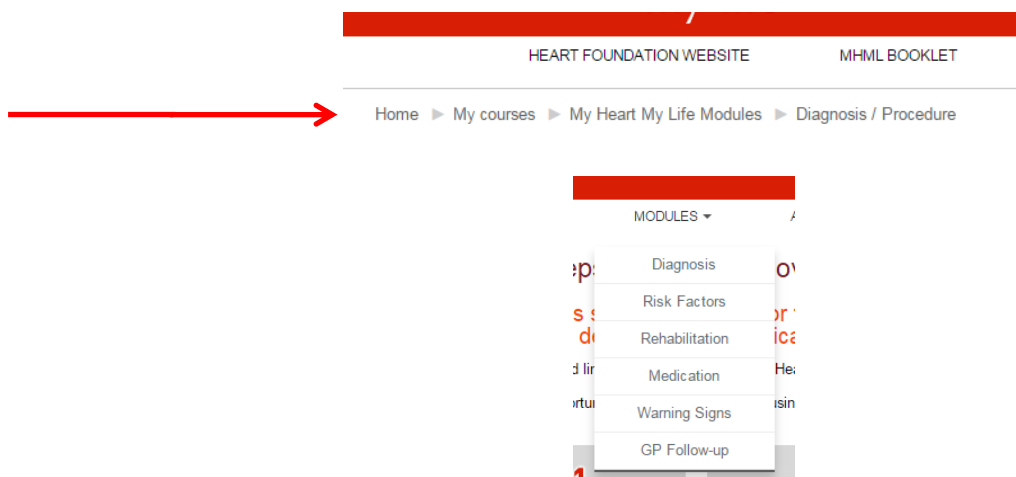 HEART FOUNDATION WEBSITE MHML BOOKLET
Home ► My courses ► My Heart My Life Modules ► Diagnosis / Procedure
MODULES
Diagnosis
Risk Factors
Rehabilitation
Medication
Warning Signs
GP Follow-up